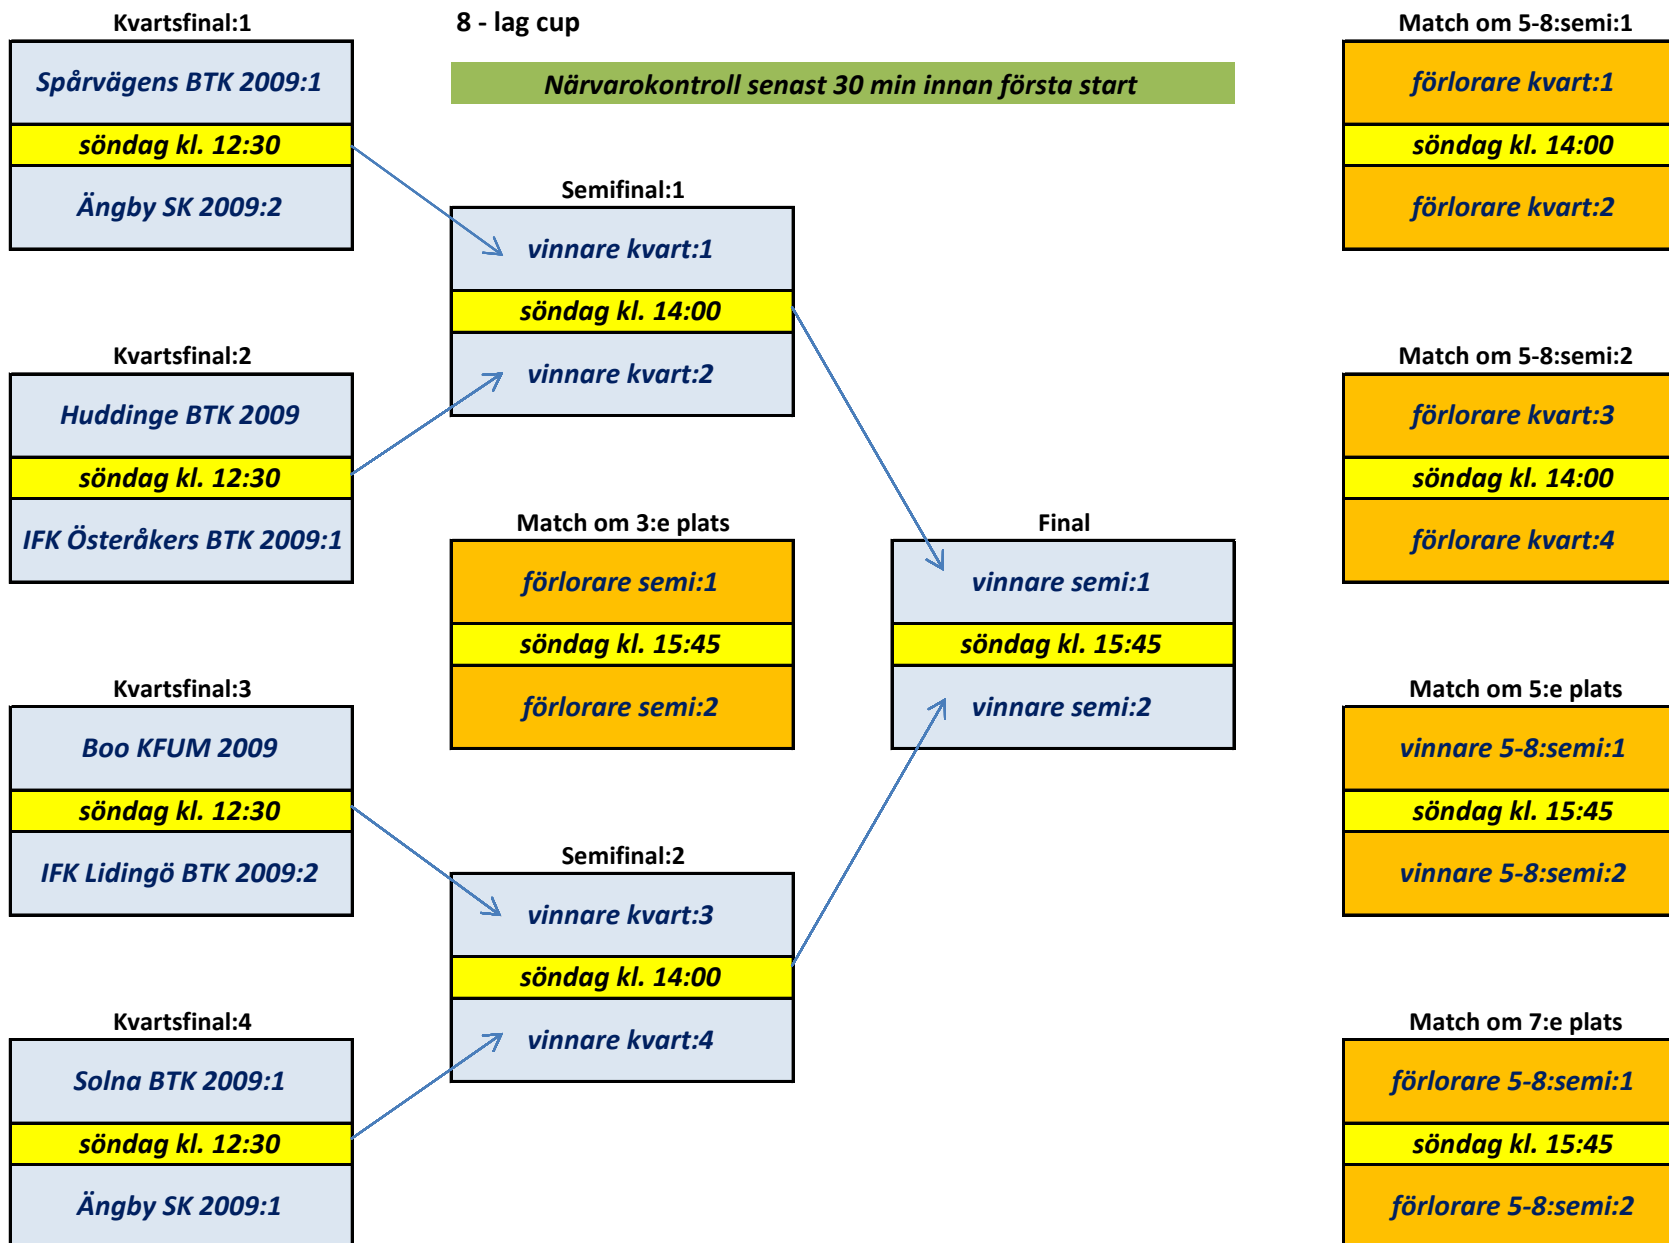 Kvartsfinal:1
Spårvägens BTK 2009:1
söndag kl. 12:30
Ängby SK 2009:2
Kvartsfinal:2
Huddinge BTK 2009
söndag kl. 12:30
IFK Österåkers BTK 2009:1
Kvartsfinal:3
Boo KFUM 2009
söndag kl. 12:30
IFK Lidingö BTK 2009:2
Kvartsfinal:4
Solna BTK 2009:1
söndag kl. 12:30
Ängby SK 2009:1
8 - lag cup
Närvarokontroll senast 30 min innan första start
Semifinal:1
vinnare kvart:1
söndag kl. 14:00
vinnare kvart:2
Match om 3:e plats
förlorare semi:1
söndag kl. 15:45
förlorare semi:2
Semifinal:2
vinnare kvart:3
söndag kl. 14:00
vinnare kvart:4
Final
vinnare semi:1
söndag kl. 15:45
vinnare semi:2
Match om 5-8:semi:1
förlorare kvart:1
söndag kl. 14:00
förlorare kvart:2
Match om 5-8:semi:2
förlorare kvart:3
söndag kl. 14:00
förlorare kvart:4
Match om 5:e plats
vinnare 5-8:semi:1
söndag kl. 15:45
vinnare 5-8:semi:2
Match om 7:e plats
förlorare 5-8:semi:1
söndag kl. 15:45
förlorare 5-8:semi:2